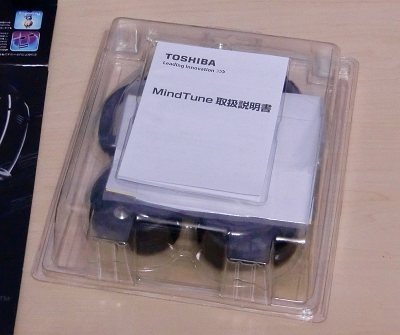 TOSHIBA
Leading Innovation >>>
MindTune 取扱説明書